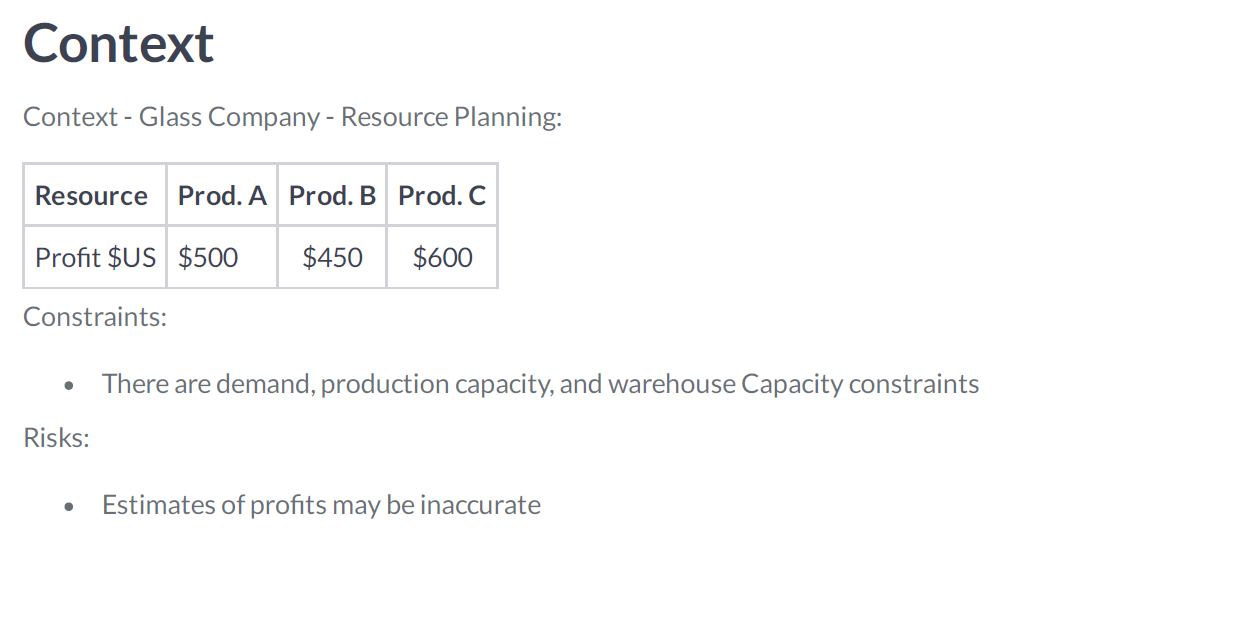 Context
Context - Glass Company - Resource Planning:
Resource Prod. A Prod. B Prod. C
Profit $US $500 $450 $600
Constraints:
• There are demand, production capacity, and warehouse Capacity constraints
Risks:
• Estimates of profits may be inaccurate